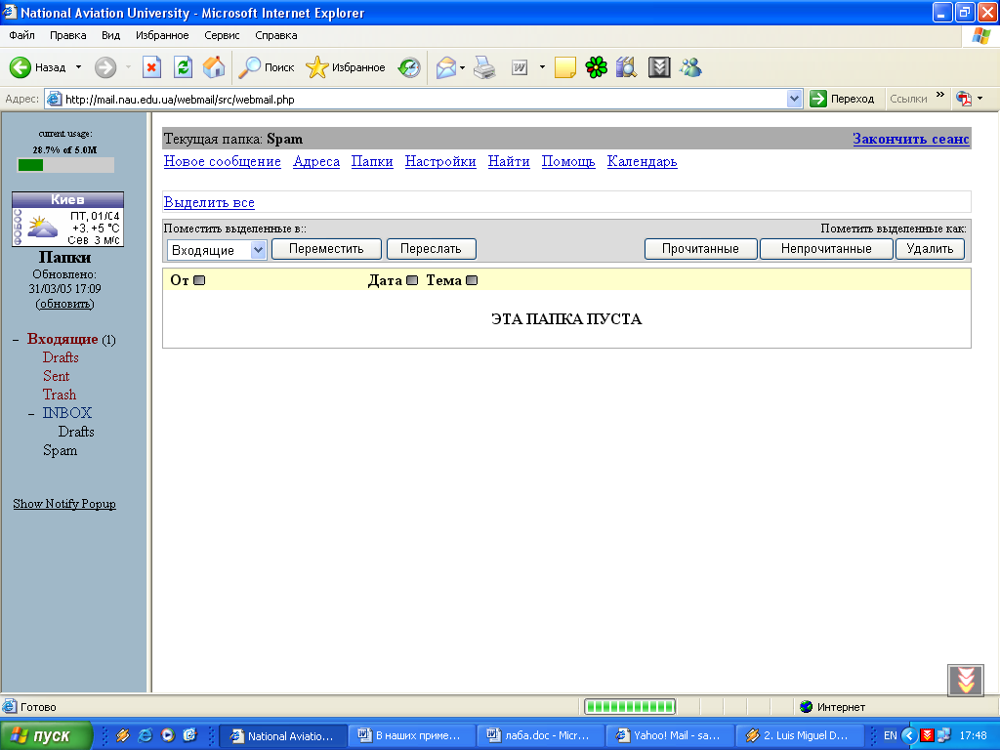 National Aviation University - Microsoft Internet Explorer
Файл Правка Вид Избранное Сервис Справка
Назад Поиск Избранное
Адрес: http://mail.nau.edu.ua/webmail/src/webmail.php Переход Ссылки »
current usage:
28.7% of 5.0M
Киев
ПТ, 01/04
+3..+5 °C
Сев 3 м/с
Папки
Обновлено:
31/03/05 17:09
(обновить)
– Входящие (1)
Drafts
Sent
Trash
– INBOX
Drafts
Spam
Show Notify Popup
Текущая папка: Spam Закончить сеанс
Новое сообщение Адреса Папки Настройки Найти Помощь Календарь
Выделить все
Поместить выделенные в:: Пометить выделенные как:
Входящие Переместить Переслать Прочитанные Непрочитанные Удалить
От Дата Тема
ЭТА ПАПКА ПУСТА
Готово Интернет
пуск National Aviatio... В наших приме... лаба.doc - Micr... Yahoo! Mail - sa... 2. Luis Miguel D... EN 17:48